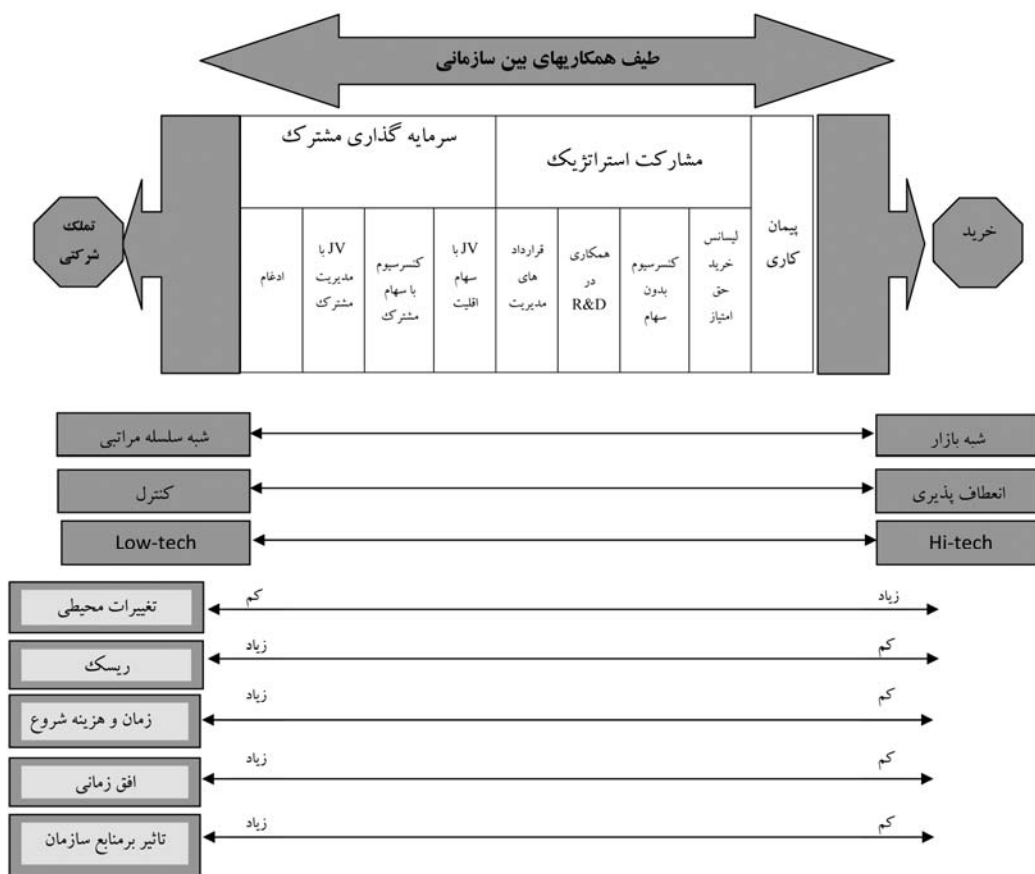 طیف همکاریهای بین سازمانی
خرید
پیمان
کاری
مشارکت استراتژیک
سرمایه گذاری مشترک
لیسانس
خرید
حق
امتیاز
کنسرسیوم
بدون
سهام
همکاری
در
R&D
قرارداد
های
مدیریت
JV با
سهام
اقلیت
کنسرسیوم
با سهام
مشترک
JV با
مدیریت
مشترک
ادغام
تملک
شرکتی
شبه بازار
شبه سلسله مراتبی
انعطاف پذیری
کنترل
Hi-tech
Low-tech
زیاد
کم
تغییرات محیطی
کم
زیاد
ریسک
کم
زیاد
زمان و هزینه شروع
کم
زیاد
افق زمانی
کم
زیاد
تاثیر برمنابع سازمان